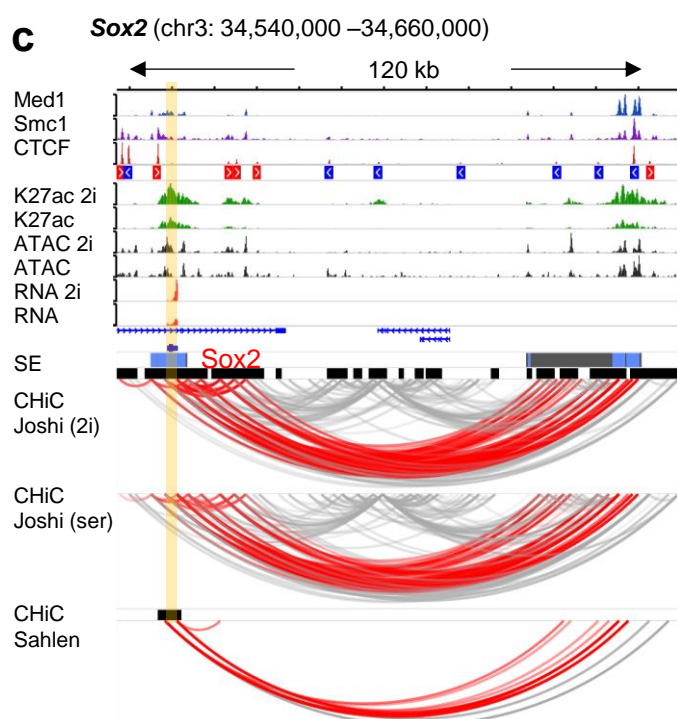 c
Sox2 (chr3: 34,540,000 –34,660,000)
120 kb
Med1
Smc1
CTCF
K27ac 2i
K27ac
ATAC 2i
ATAC
RNA 2i
RNA
Sox2
SE
CHiC
Joshi (2i)
CHiC
Joshi (ser)
CHiC
Sahlen